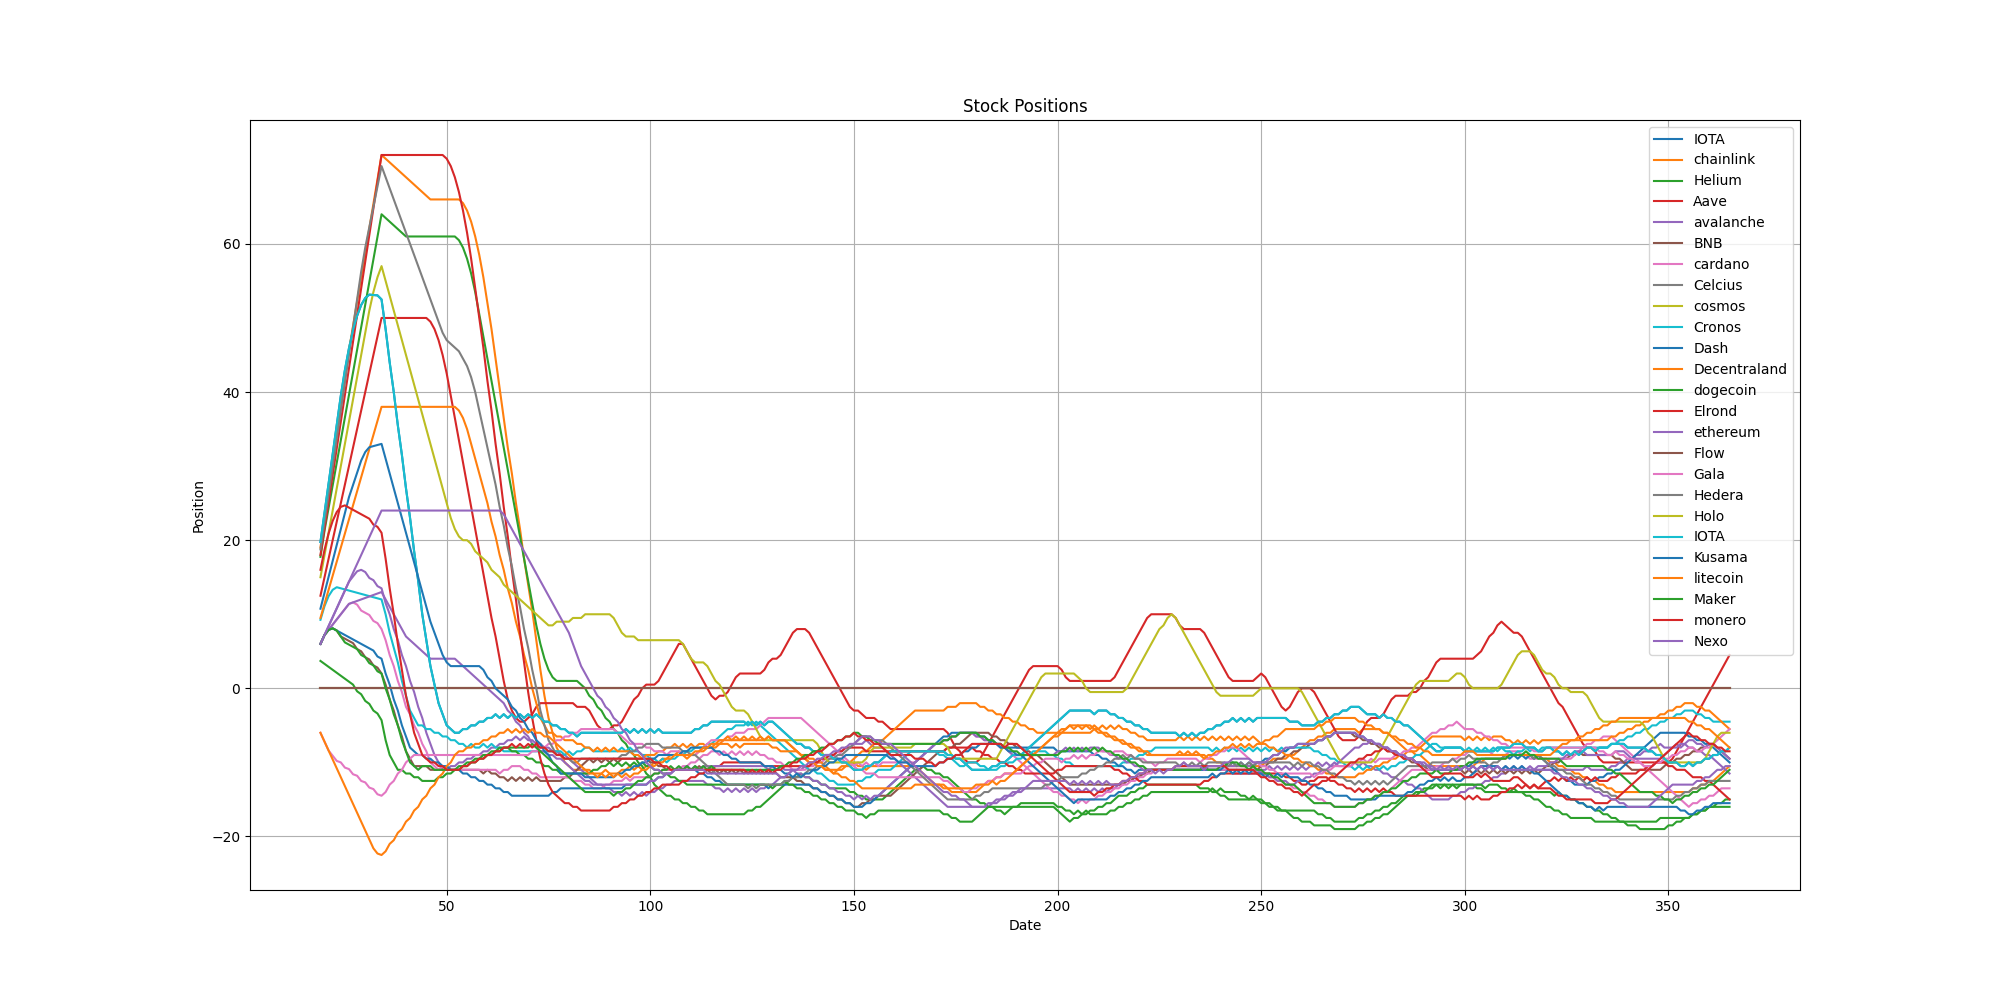 Stock Positions
IOTA
chainlink
Helium
Aave
avalanche
BNB
cardano
Celcius
cosmos
Cronos
Dash
Decentraland
dogecoin
Elrond
ethereum
Flow
Gala
Hedera
Holo
IOTA
Kusama
litecoin
Maker
monero
Nexo
60
40
20
0
−20
Position
50 100 150 200 250 300 350
Date